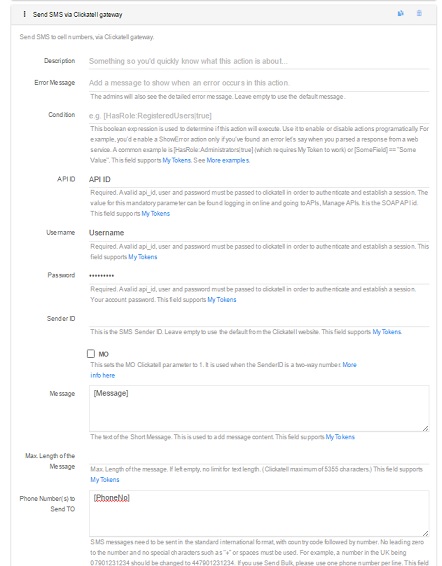 Send SMS via Clickatell gateway
Send SMS to cell numbers, via Clickatell gateway.
Description
Something so you'd quickly know what this action is about...
Error Message
Add a message to show when an error occurs in this action.
The admins will also see the detailed error message. Leave empty to use the default message.
Condition
e.g. [HasRole:RegisteredUsers|true]
This boolean expression is used to determine if this action will execute. Use it to enable or disable actions programatically. For
example, you'd enable a ShowError action only if you've found an error let's say when you parsed a response from a web
service. A common example is [HasRole:Administrators|true] (which requires My Token to work) or [SomeField] == "Some
Value". This field supports My Tokens. See More examples.
API ID
API ID
Required. A valid api_id, user and password must be passed to clickatell in order to authenticate and establish a session. The
value for this mandatory parameter can be found logging in online and going to APIs, Manage APIs. It is the SOAP API id.
This field supports My Tokens
Username
Username
Required. A valid api_id, user and password must be passed to clickatell in order to authenticate and establish a session. This
field supports My Tokens
Password
•••••••••
Required. A valid api_id, user and password must be passed to clickatell in order to authenticate and establish a session.
Your account password. This field supports My Tokens
Sender ID
This is the SMS Sender ID. Leave empty to use the default from the Clickatell website. This field supports My Tokens.
MO
This sets the MO Clickatell parameter to 1. It is used when the SenderID is a two-way number. More
info here
Message
[Message]
The text of the Short Message. This is used to add message content. This field supports My Tokens
Max. Length of the
Message
Max. Length of the message. If left empty, no limit for text length. ( Clickatell maximum of 5355 characters.) This field supports
My Tokens
Phone Number(s) to
Send TO
[PhoneNo]
SMS messages need to be sent in the standard international format, with country code followed by number. No leading zero
to the number and no special characters such as "+" or spaces must be used. For example, a number in the UK being
07901231234 should be changed to 447901231234. If you use Send Bulk, please use one phone number per line. This field